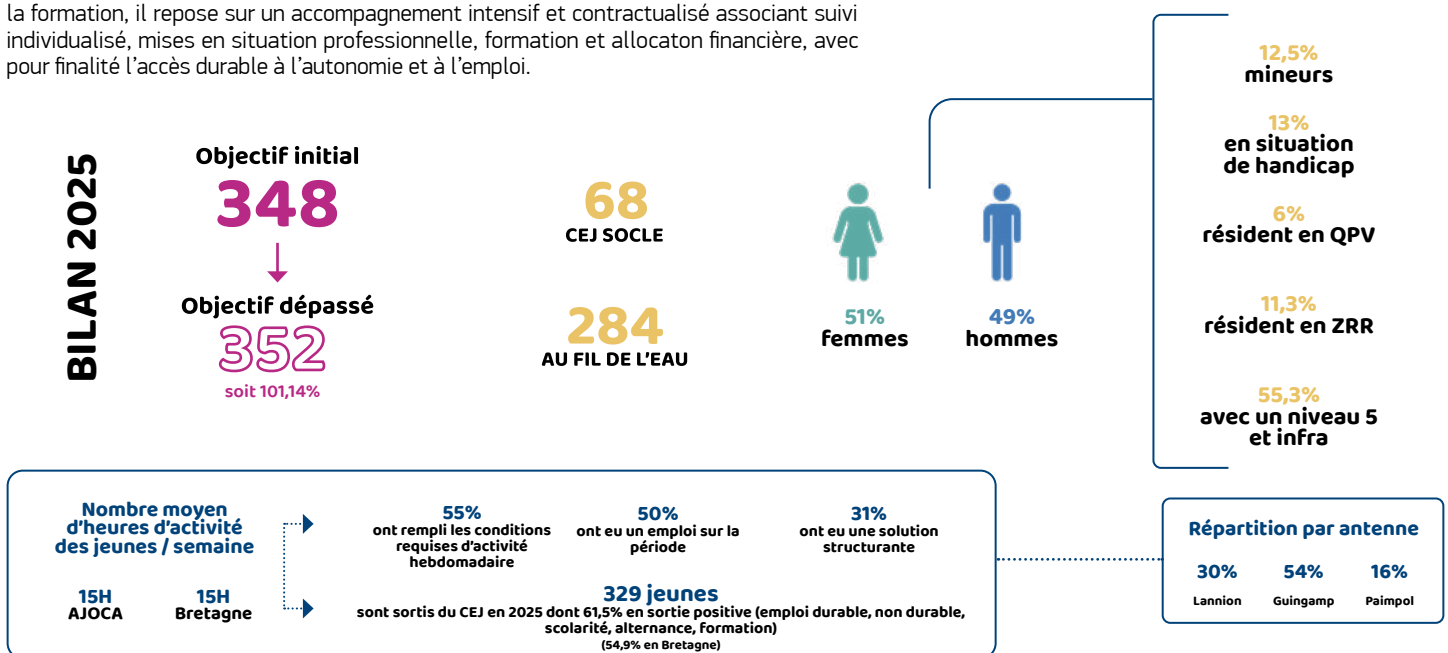 la formation, il repose sur un accompagnement intensif et contractualisé associant suivi
individualisé, mises en situation professionnelle, formation et allocaton financière, avec
pour finalité l'accès durable à l'autonomie et à l'emploi.
BILAN 2025
Objectif initial
348
Objectif dépassé
352
soit 101,14%
68
CEJ SOCLE
284
AU FIL DE L'EAU
51%
femmes
49%
hommes
12,5%
mineurs
13%
en situation
de handicap
6%
résident en QPV
11,3%
résident en ZRR
55,3%
avec un niveau 5
et infra
Nombre moyen
d'heures d'activité
des jeunes / semaine
15H
AJOCA
15H
Bretagne
55%
ont rempli les conditions
requises d'activité
hebdomadaire
50%
ont eu un emploi sur la
période
31%
ont eu une solution
structurante
329 jeunes
sont sortis du CEJ en 2025 dont 61,5% en sortie positive (emploi durable, non durable,
scolarité, alternance, formation)
(54,9% en Bretagne)
Répartition par antenne
30%
Lannion
54%
Guingamp
16%
Paimpol